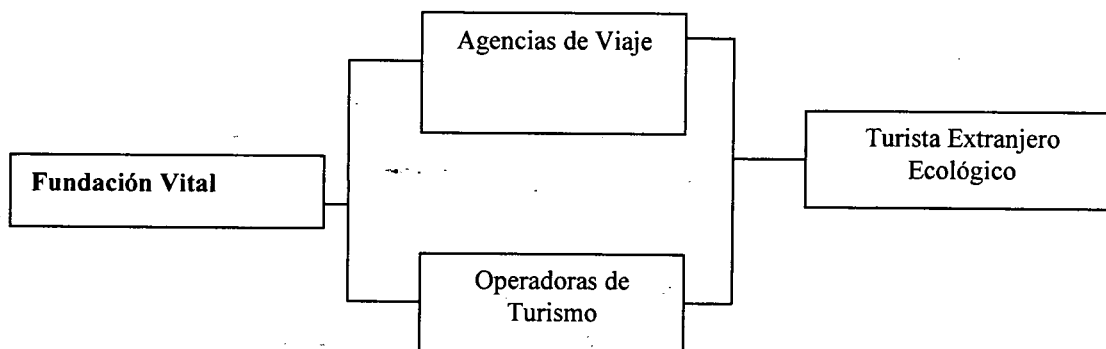 Agencias de Viaje
Turista Extranjero
Ecológico
Fundación Vital
Operadoras de
Turismo